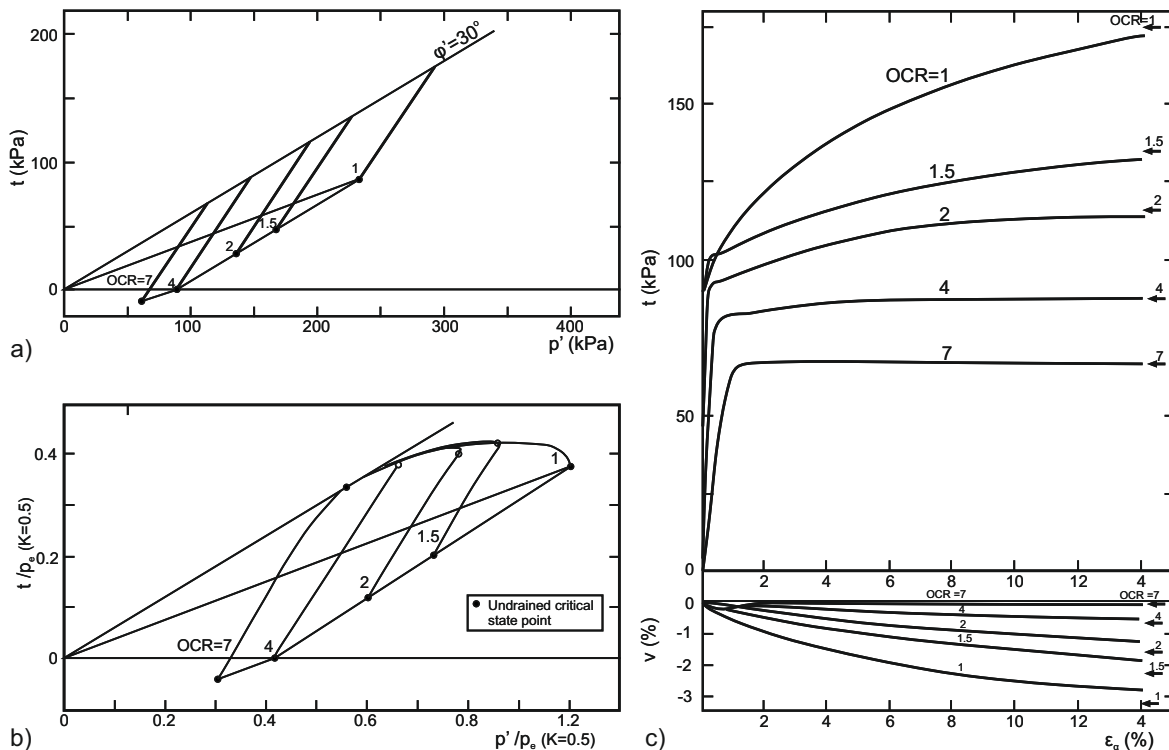 200
100
0
t (kPa)
φ'=30°
1
1.5
2
4
OCR=7
0 100 200 300 400
p' (kPa)
a)
0.4
0.2
0
t /pe (K=0.5)
1
1.5
2
4
OCR=7
Undrained critical
state point
0 0.2 0.4 0.6 0.8 1.0 1.2
p' /pe (K=0.5)
b)
150
100
50
0
t (kPa)
OCR=1
OCR=1
1.5
1.5
2
2
4
4
7
7
2 4 6 8 10 12 4
OCR =7
OCR =7
4
4
2
2
1.5
1.5
1
1
0
-1
-2
-3
v (%)
2 4 6 8 10 12 4
εq (%)
c)